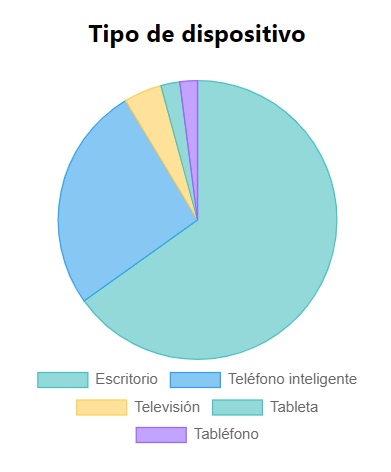 Tipo de dispositivo
Escritorio Teléfono inteligente
Televisión Tableta
Tabléfono